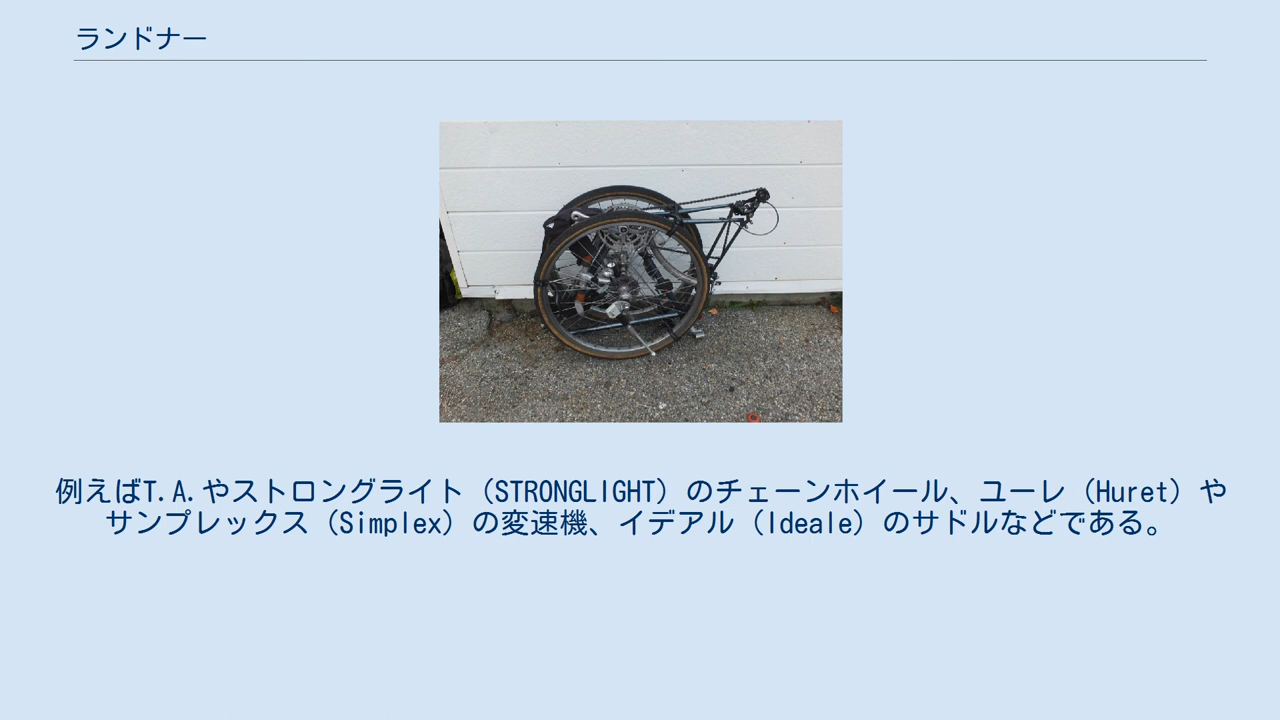 ランドナー
例えばT.A.やストロングライト（STRONGLIGHT）のチェーンホイール、ユーレ（Huret）や
サンプレックス（Simplex）の変速機、イデアル（Ideale）のサドルなどである。